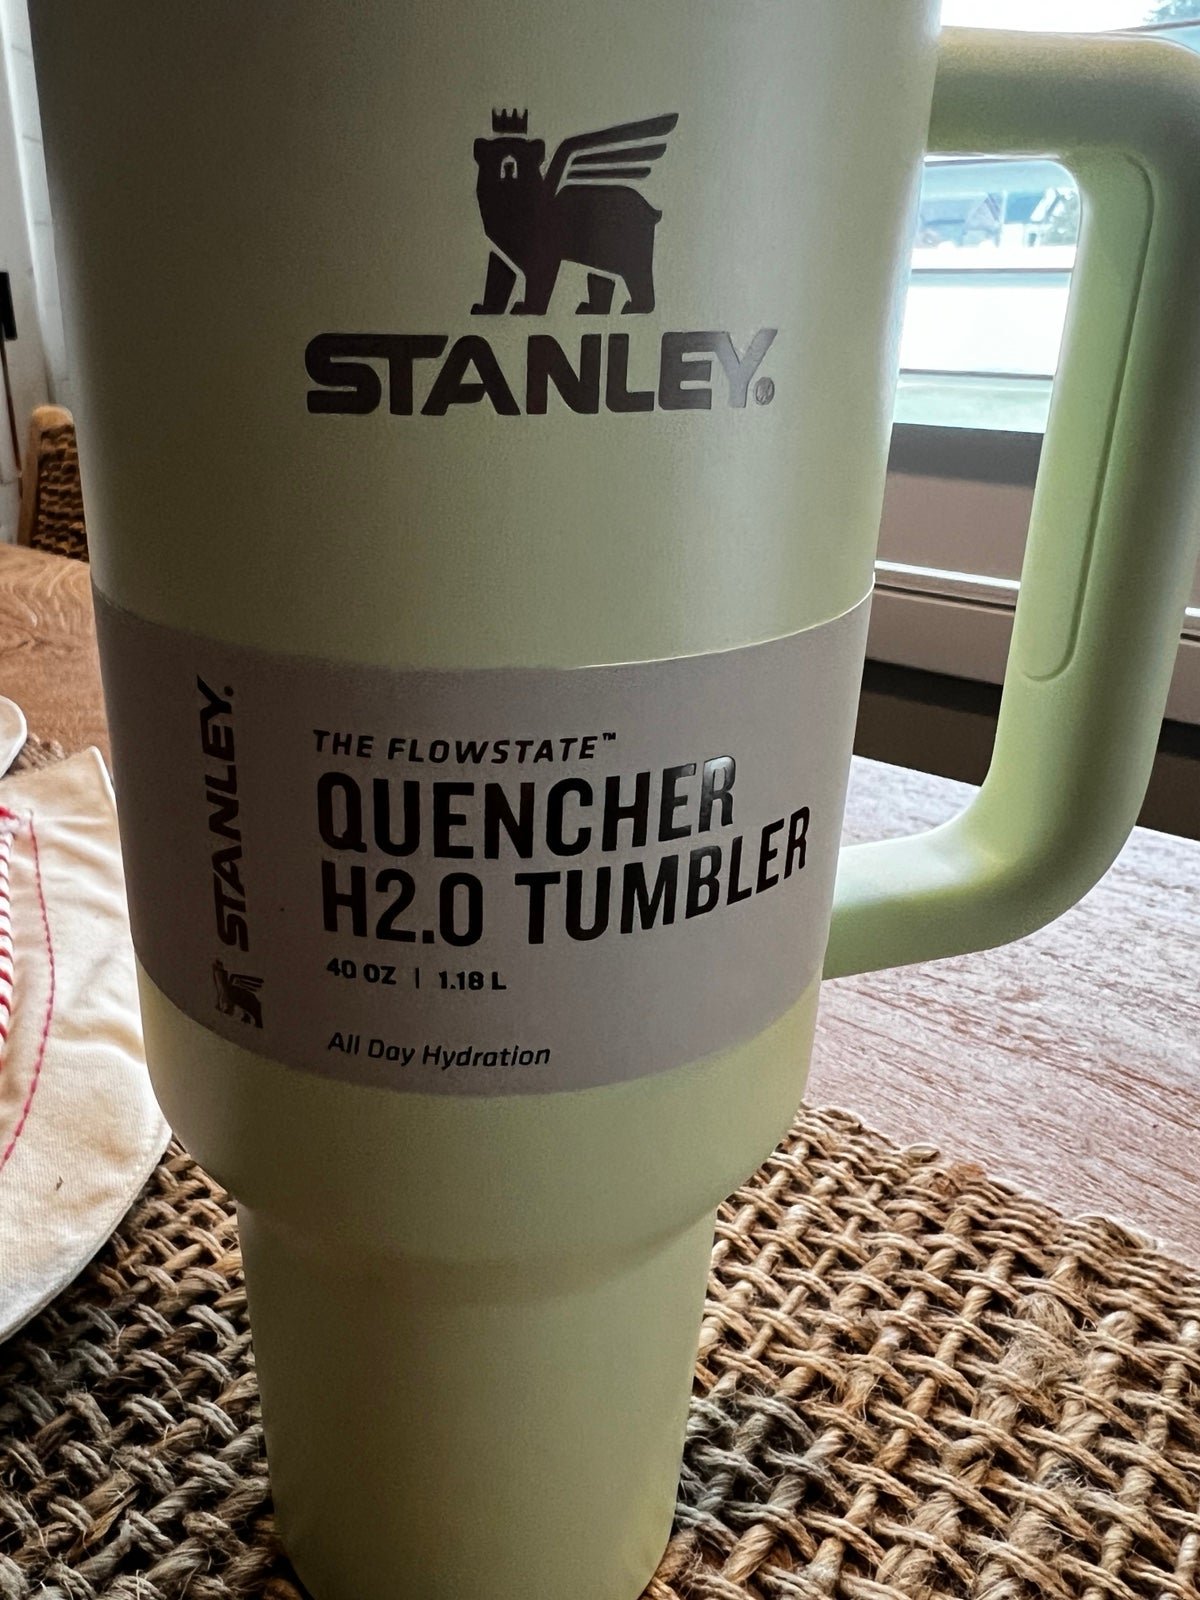 STANLEY®
STANLEY.
THE FLOWSTATE™
QUENCHER
H2.0 TUMBLER
40 OZ | 1.18 L
All Day Hydration